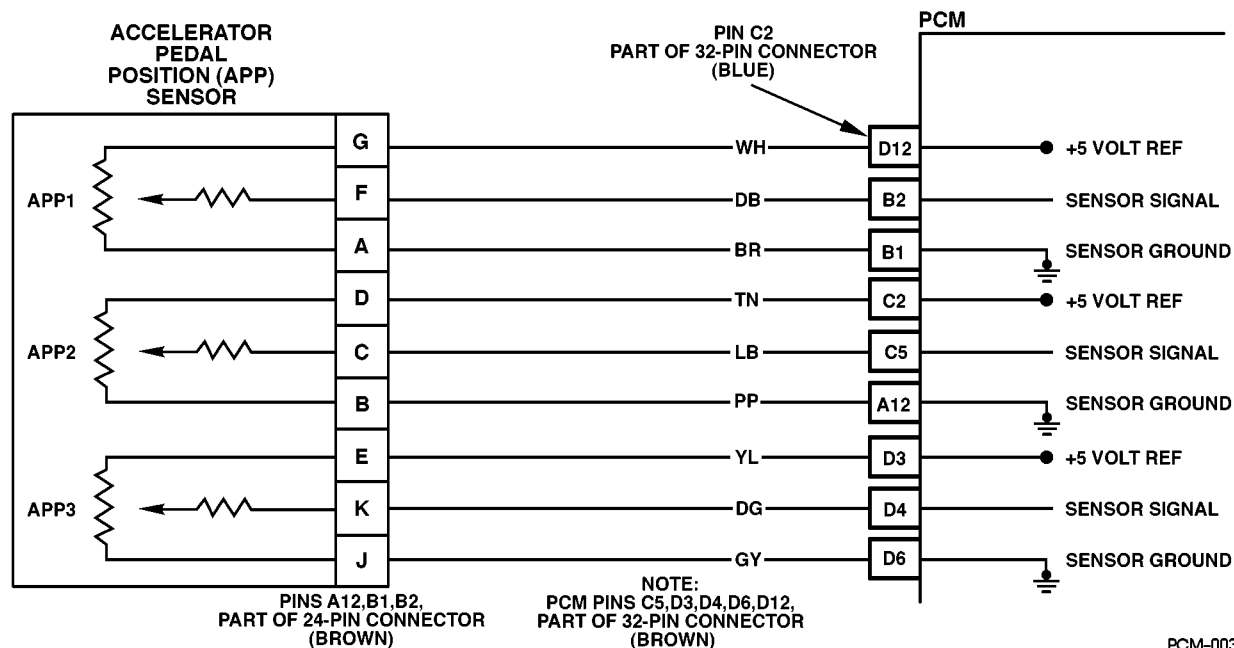 PCM
ACCELERATOR
PEDAL
POSITION (APP)
SENSOR
PIN C2
PART OF 32-PIN CONNECTOR
(BLUE)
G
WH
D12
+5 VOLT REF
APP1
F
DB
B2
SENSOR SIGNAL
A
BR
B1
SENSOR GROUND
D
TN
C2
+5 VOLT REF
APP2
C
LB
C5
SENSOR SIGNAL
B
PP
A12
SENSOR GROUND
E
YL
D3
+5 VOLT REF
APP3
K
DG
D4
SENSOR SIGNAL
J
GY
D6
SENSOR GROUND
PINS A12,B1,B2,
PART OF 24-PIN CONNECTOR
(BROWN)
NOTE:
PCM PINS C5,D3,D4,D6,D12,
PART OF 32-PIN CONNECTOR
(BROWN)
PCM-003